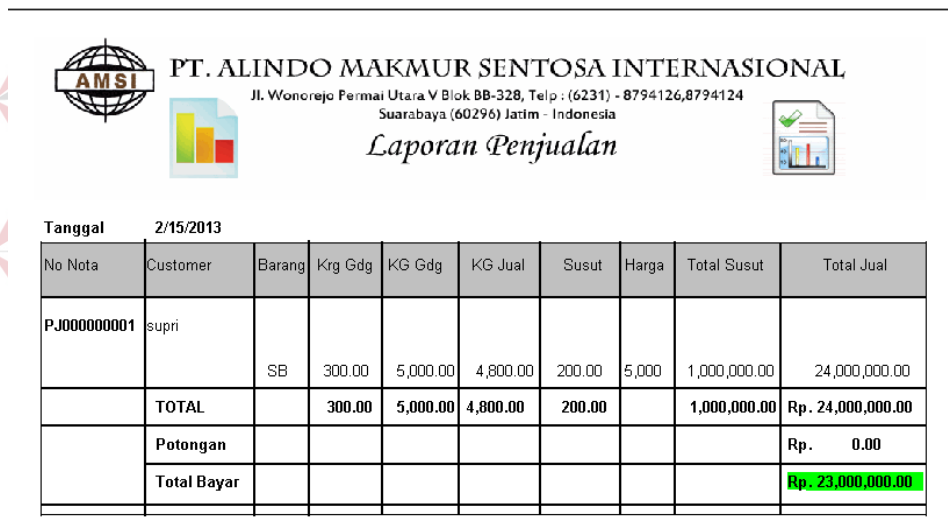 AMSI
PT. ALINDO MAKMUR SENTOSA INTERNASIONAL
Jl. Wonorejo Permai Utara V Blok BB-328, Telp : (6231) - 8794126,8794124
Suarabaya (60296) Jatim - Indonesia
Laporan Penjualan
Tanggal 2/15/2013
No Nota Customer Barang Krg Gdg KG Gdg KG Jual Susut Harga Total Susut Total Jual
PJ000000001 supri
SB 300.00 5,000.00 4,800.00 200.00 5,000 1,000,000.00 24,000,000.00
TOTAL 300.00 5,000.00 4,800.00 200.00 1,000,000.00 Rp. 24,000,000.00
Potongan Rp. 0.00
Total Bayar Rp. 23,000,000.00